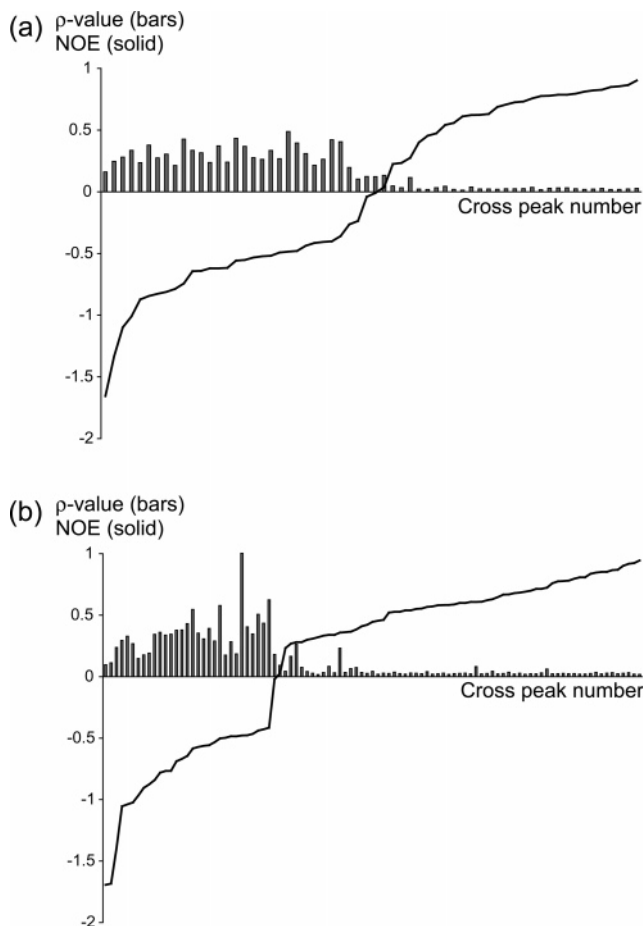 (a)
ρ-value (bars)
NOE (solid)
1
0.5
0
Cross peak number
-0.5
-1
-1.5
-2
(b)
ρ-value (bars)
NOE (solid)
1
0.5
0
Cross peak number
-0.5
-1
-1.5
-2